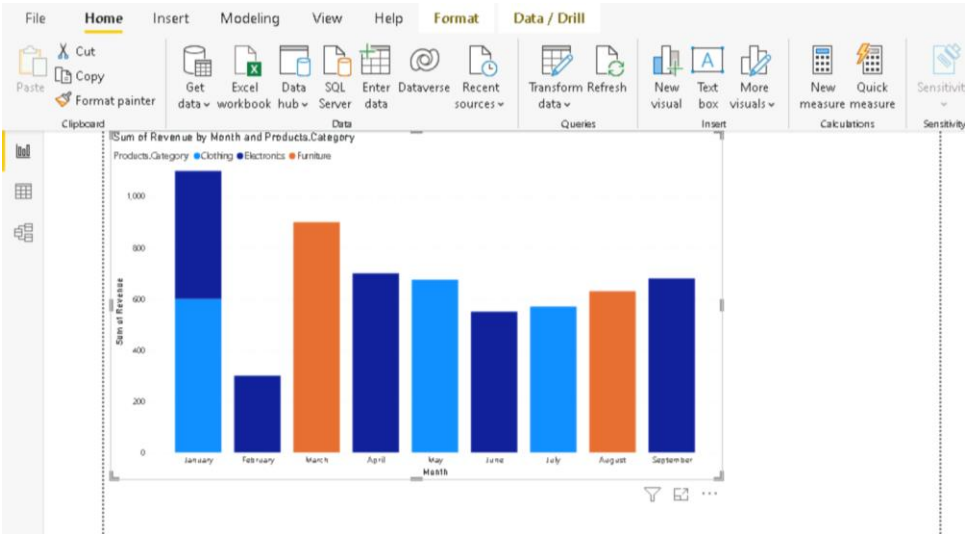 File Home Insert Modeling View Help Format Data / Drill
Cut
Copy
Format painter
Paste
Clipboard
Get data
Excel workbook
Data hub
SQL Server
Enter data
Dataverse
Recent sources
Data
Transform data
Refresh
Queries
New visual
Text box
More visuals
Insert
New measure
Quick measure
Calculations
Sensitivit
Sensitivity
Sum of Revenue by Month and Products.Category
Products.Category Clothing Electronics Furniture
1,000
800
600
400
200
0
Sum of Revenue
January February March April May June July August September
Month